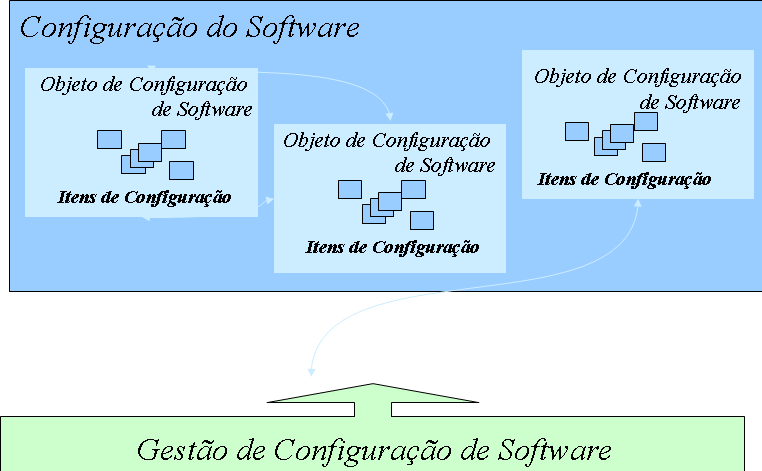 Configuração do Software
Objeto de Configuração
de Software
Itens de Configuração
Objeto de Configuração
de Software
Itens de Configuração
Objeto de Configuração
de Software
Itens de Configuração
Gestão de Configuração de Software